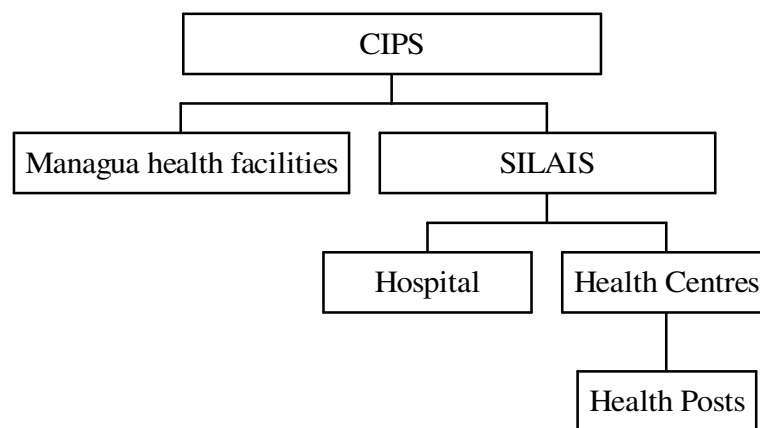 CIPS
Managua health facilities
SILAIS
Hospital
Health Centres
Health Posts